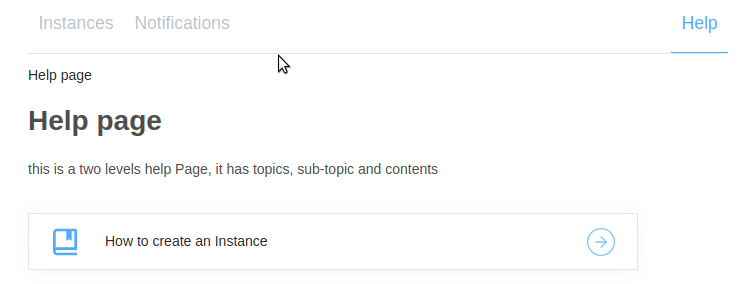 Instances Notifications Help
Help page
Help page
this is a two levels help Page, it has topics, sub-topic and contents
How to create an Instance